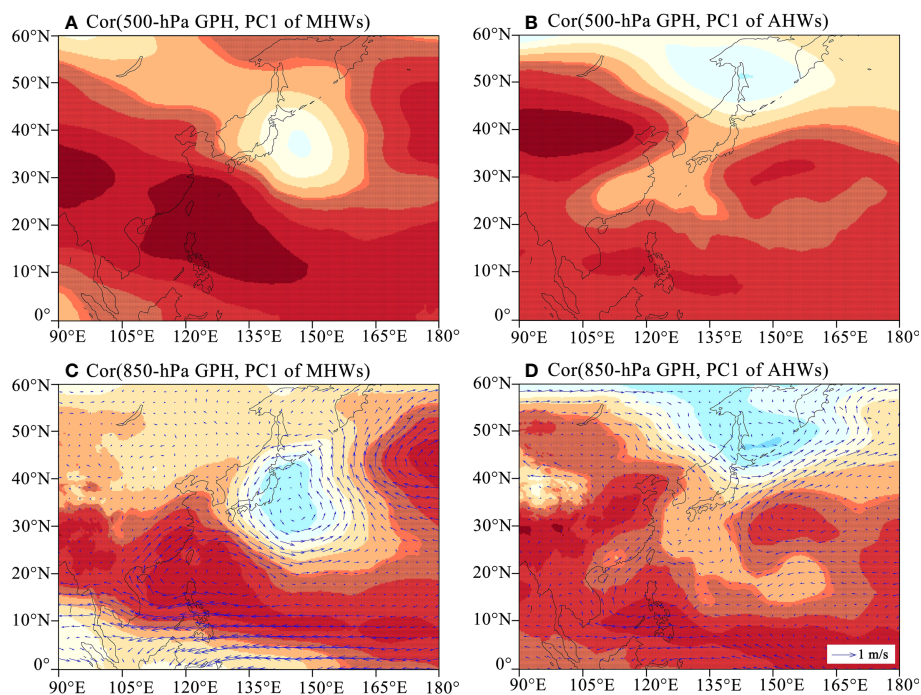 A Cor(500-hPa GPH, PC1 of MHWs)
B Cor(500-hPa GPH, PC1 of AHWs)
60°N
50°N
40°N
30°N
20°N
10°N
0°
90°E 105°E 120°E 135°E 150°E 165°E 180°
60°N
50°N
40°N
30°N
20°N
10°N
0°
90°E 105°E 120°E 135°E 150°E 165°E 180°
C Cor(850-hPa GPH, PC1 of MHWs)
D Cor(850-hPa GPH, PC1 of AHWs)
60°N
50°N
40°N
30°N
20°N
10°N
0°
90°E 105°E 120°E 135°E 150°E 165°E 180°
60°N
50°N
40°N
30°N
20°N
10°N
0°
1 m/s
90°E 105°E 120°E 135°E 150°E 165°E 180°